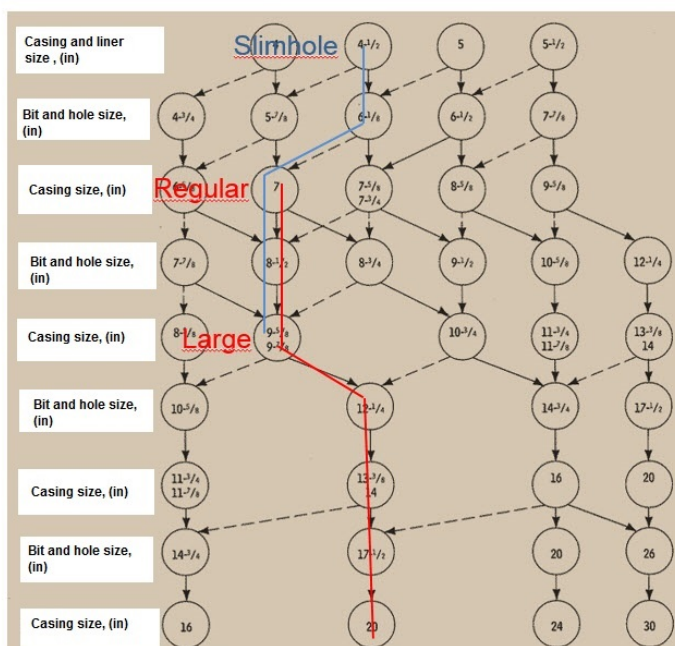 Casing and liner
size , (in)
Slimhole
4-1/2
5
5-1/2
Bit and hole size,
(in)
4-3/4
5-7/8
6-1/8
6-1/2
7-7/8
Casing size, (in)
Regular
7
7-5/8
7-3/4
8-5/8
9-5/8
Bit and hole size,
(in)
7-7/8
8-1/2
8-3/4
9-1/2
10-5/8
12-1/4
Casing size, (in)
Large
10-3/4
11-3/4
11-7/8
13-3/8
14
Bit and hole size,
(in)
10-5/8
12-1/4
14-3/4
17-1/2
Casing size, (in)
11-3/4
11-7/8
13-3/8
14
16
20
Bit and hole size,
(in)
14-3/4
17-1/2
20
26
Casing size, (in)
16
20
24
30